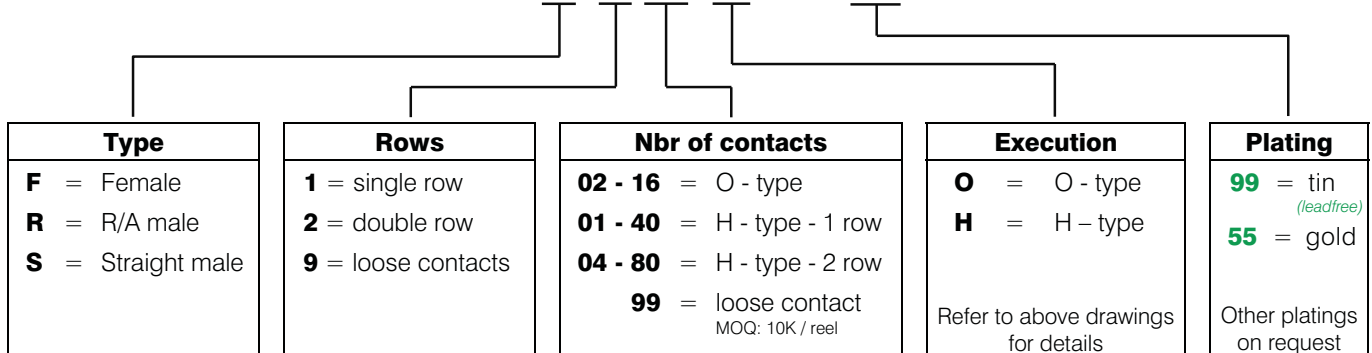 Type
F = Female
R = R/A male
S = Straight male
Rows
1 = single row
2 = double row
9 = loose contacts
Nbr of contacts
02 - 16 = O - type
01 - 40 = H - type - 1 row
04 - 80 = H - type - 2 row
99 = loose contact
MOQ: 10K / reel
Execution
O = O - type
H = H – type
Refer to above drawings
for details
Plating
99 = tin
(leadfree)
55 = gold
Other platings
on request